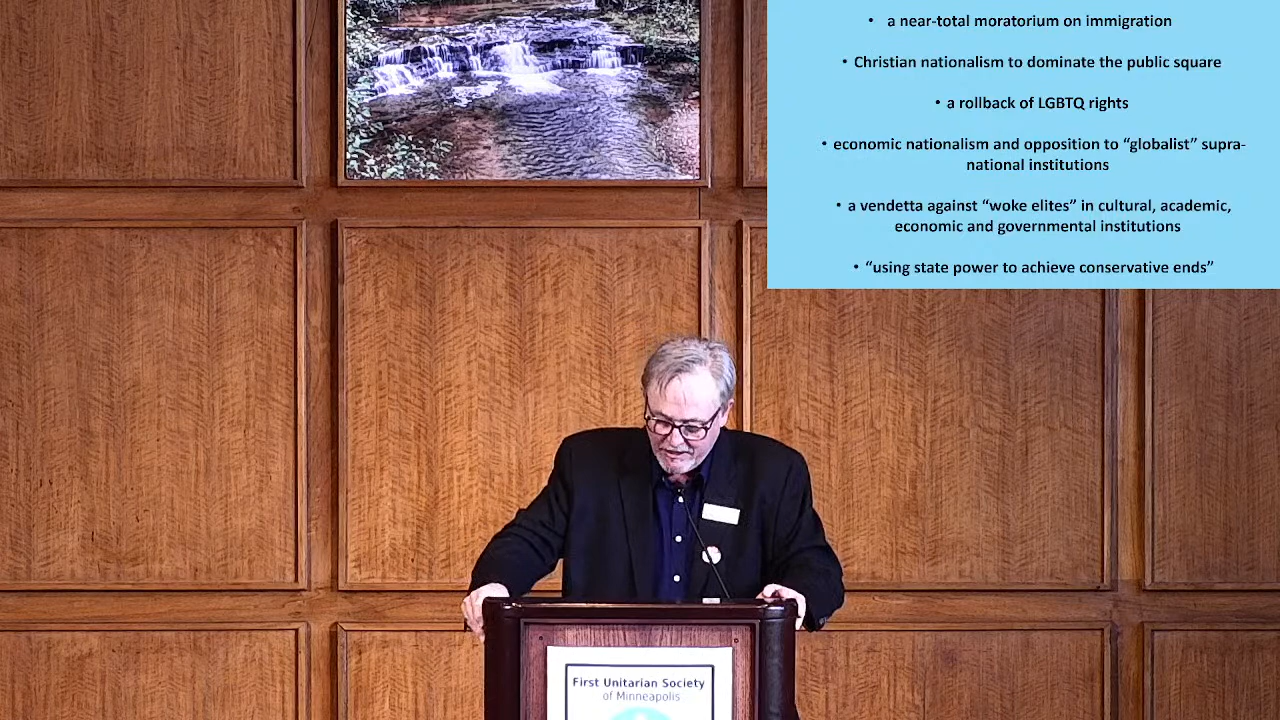 • a near-total moratorium on immigration
• Christian nationalism to dominate the public square
• a rollback of LGBTQ rights
• economic nationalism and opposition to “globalist” supra-
national institutions
• a vendetta against “woke elites” in cultural, academic,
economic and governmental institutions
• “using state power to achieve conservative ends”
First Unitarian Society
of Minneapolis